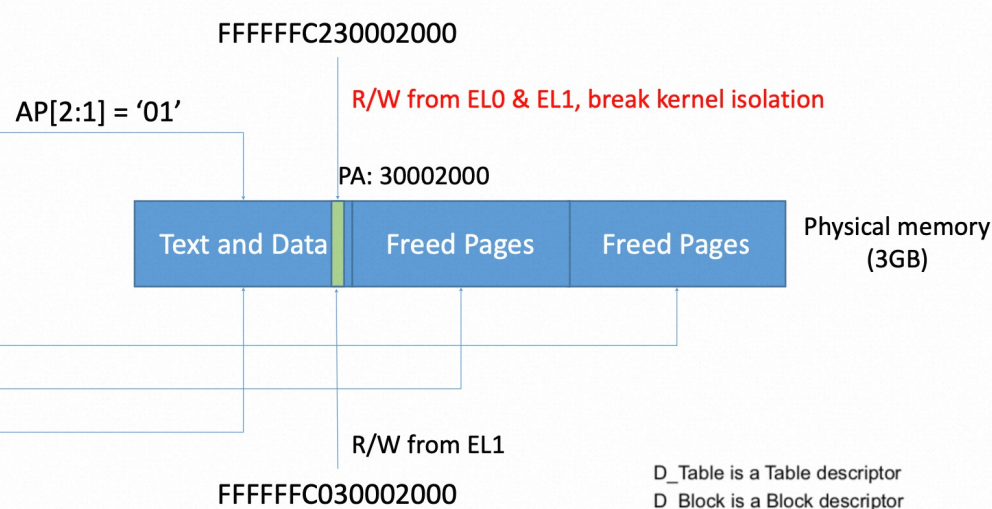 FFFFFFC230002000
AP[2:1] = ‘01’
R/W from EL0 & EL1, break kernel isolation
PA: 30002000
Text and Data
Freed Pages
Freed Pages
Physical memory
(3GB)
R/W from EL1
FFFFFFC030002000
D_Table is a Table descriptor
D_Block is a Block descriptor